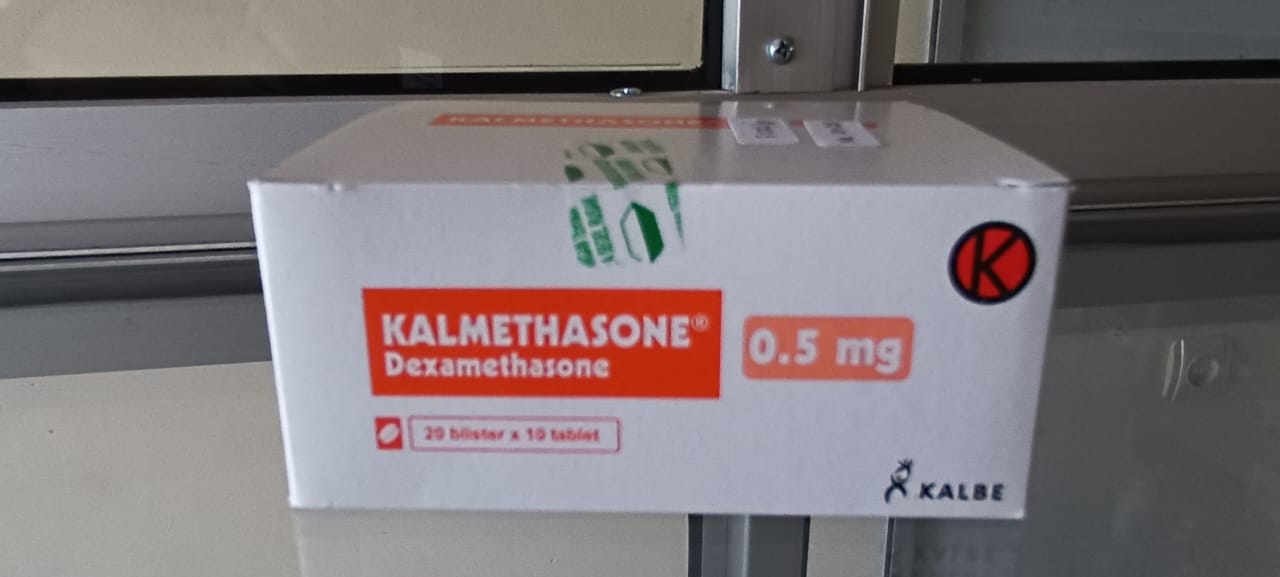 KALMETHASONE
K
KALMETHASONE®
Dexamethasone
0.5 mg
20 blister x 10 tablet
KALBE